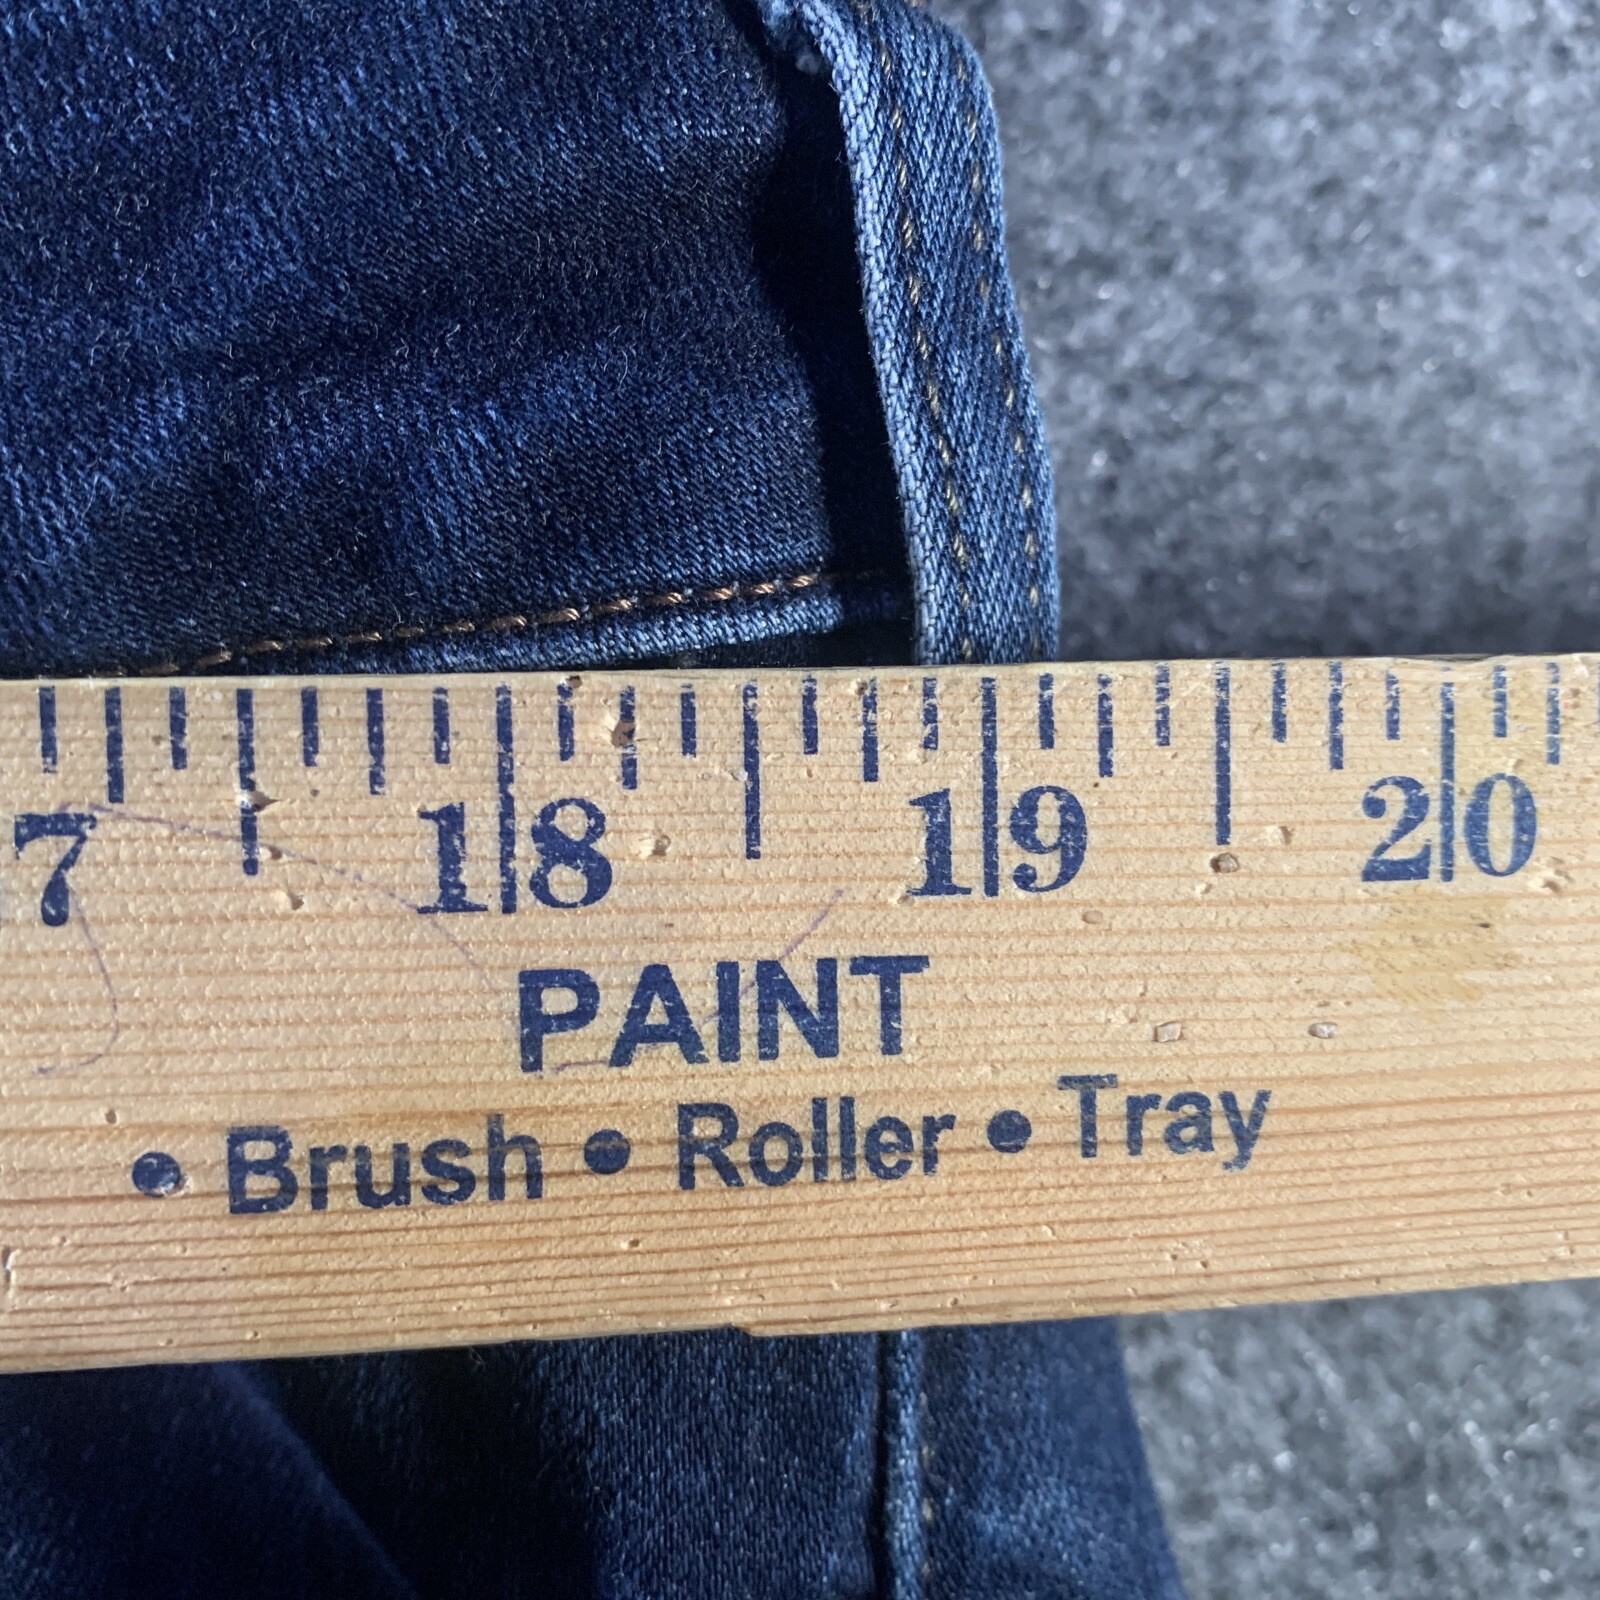 7 18 19 20
PAINT
• Brush • Roller • Tray